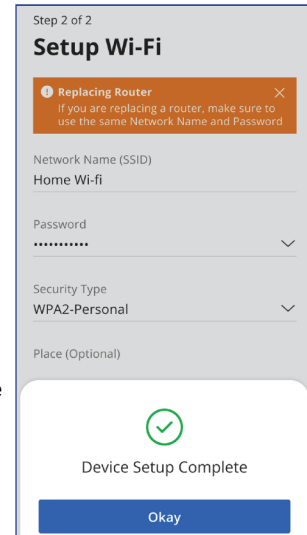 Step 2 of 2
Setup Wi-Fi
Replacing Router
If you are replacing a router, make sure to
use the same Network Name and Password
Network Name (SSID)
Home Wi-fi
Password
•••••••••••
Security Type
WPA2-Personal
Place (Optional)
Device Setup Complete
Okay